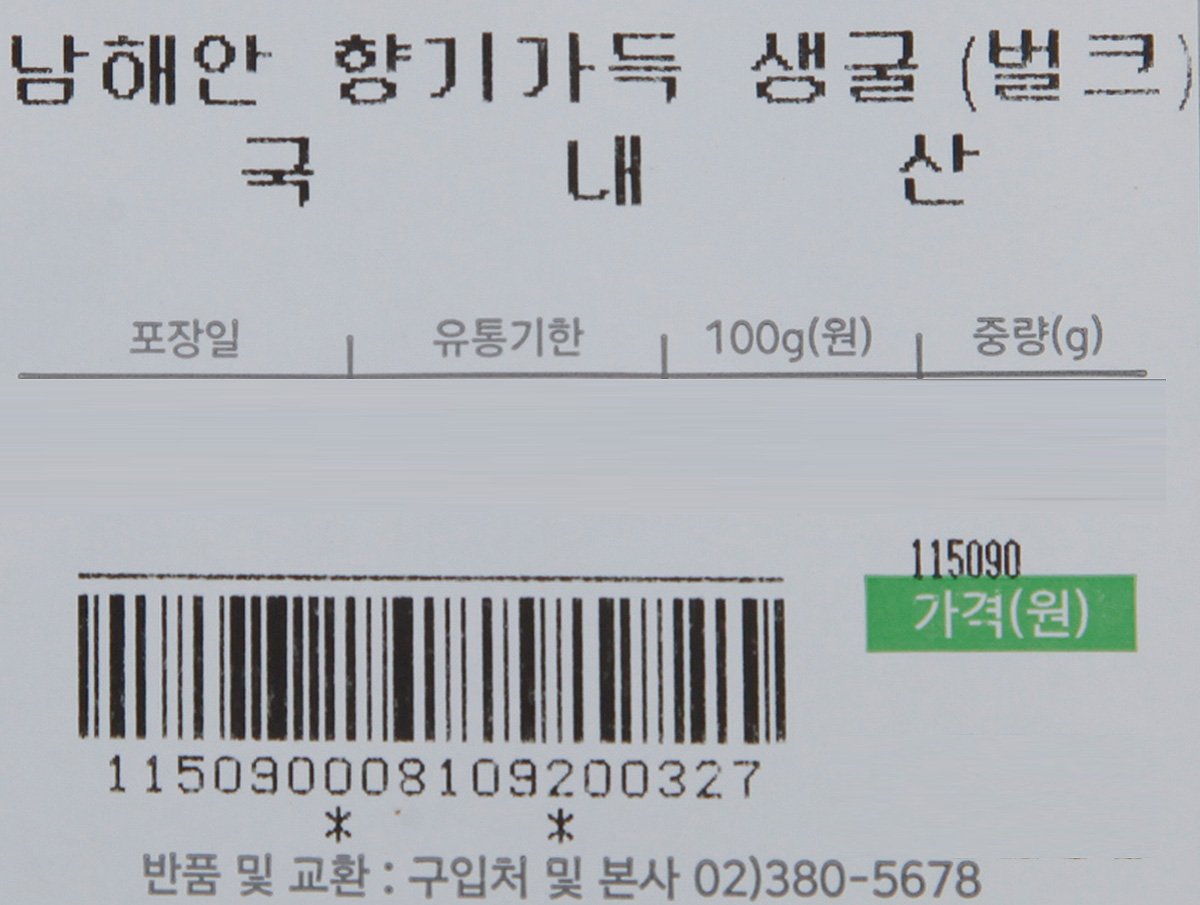 남해안 향기가득 생굴(벌크)
국 내 산
포장일 유통기한 100g(원) 중량(g)
115090
가격(원)
115090008109200327
* *
반품 및 교환 : 구입처 및 본사 02)380-5678